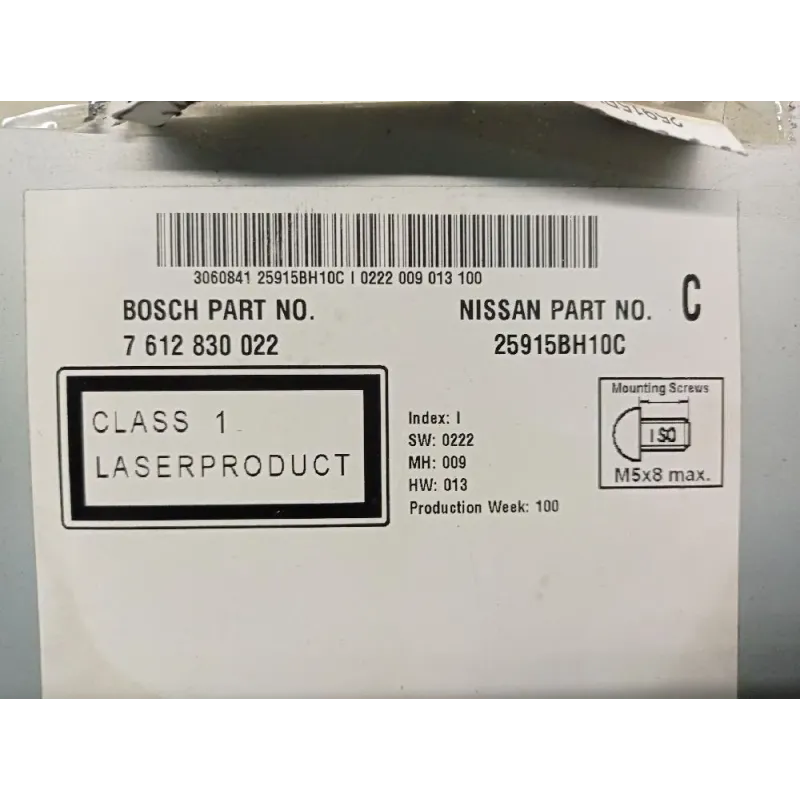 25915B
3060841 25915BH10C I 0222 009 013 100
BOSCH PART NO.
7 612 830 022
NISSAN PART NO.
25915BH10C
C
CLASS 1
LASERPRODUCT
Index: I
SW: 0222
MH: 009
HW: 013
Production Week: 100
Mounting Screws
ISO
M5x8 max.